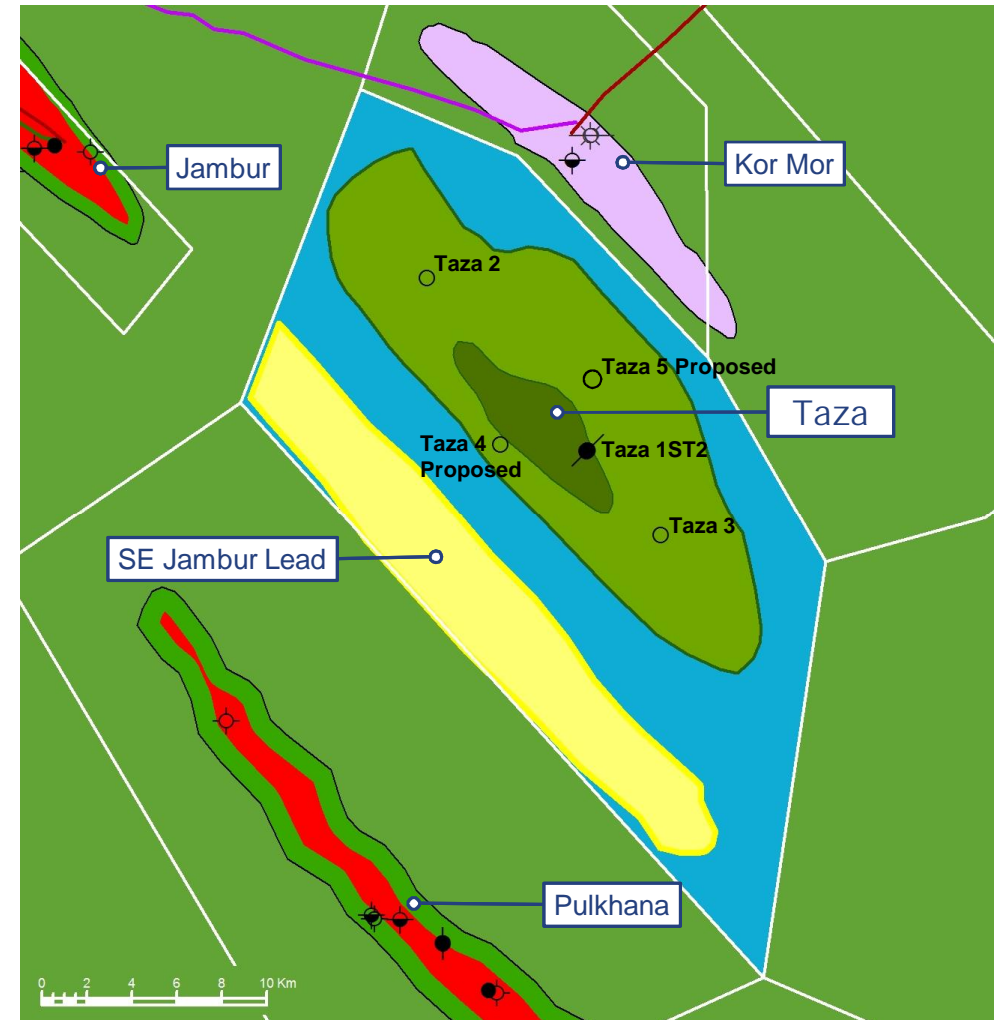 Jambur
Kor Mor
Taza 2
Taza 5 Proposed
Taza
Taza 4
Proposed
Taza 1ST2
Taza 3
SE Jambur Lead
Pulkhana
0 2 4 6 8 10 Km